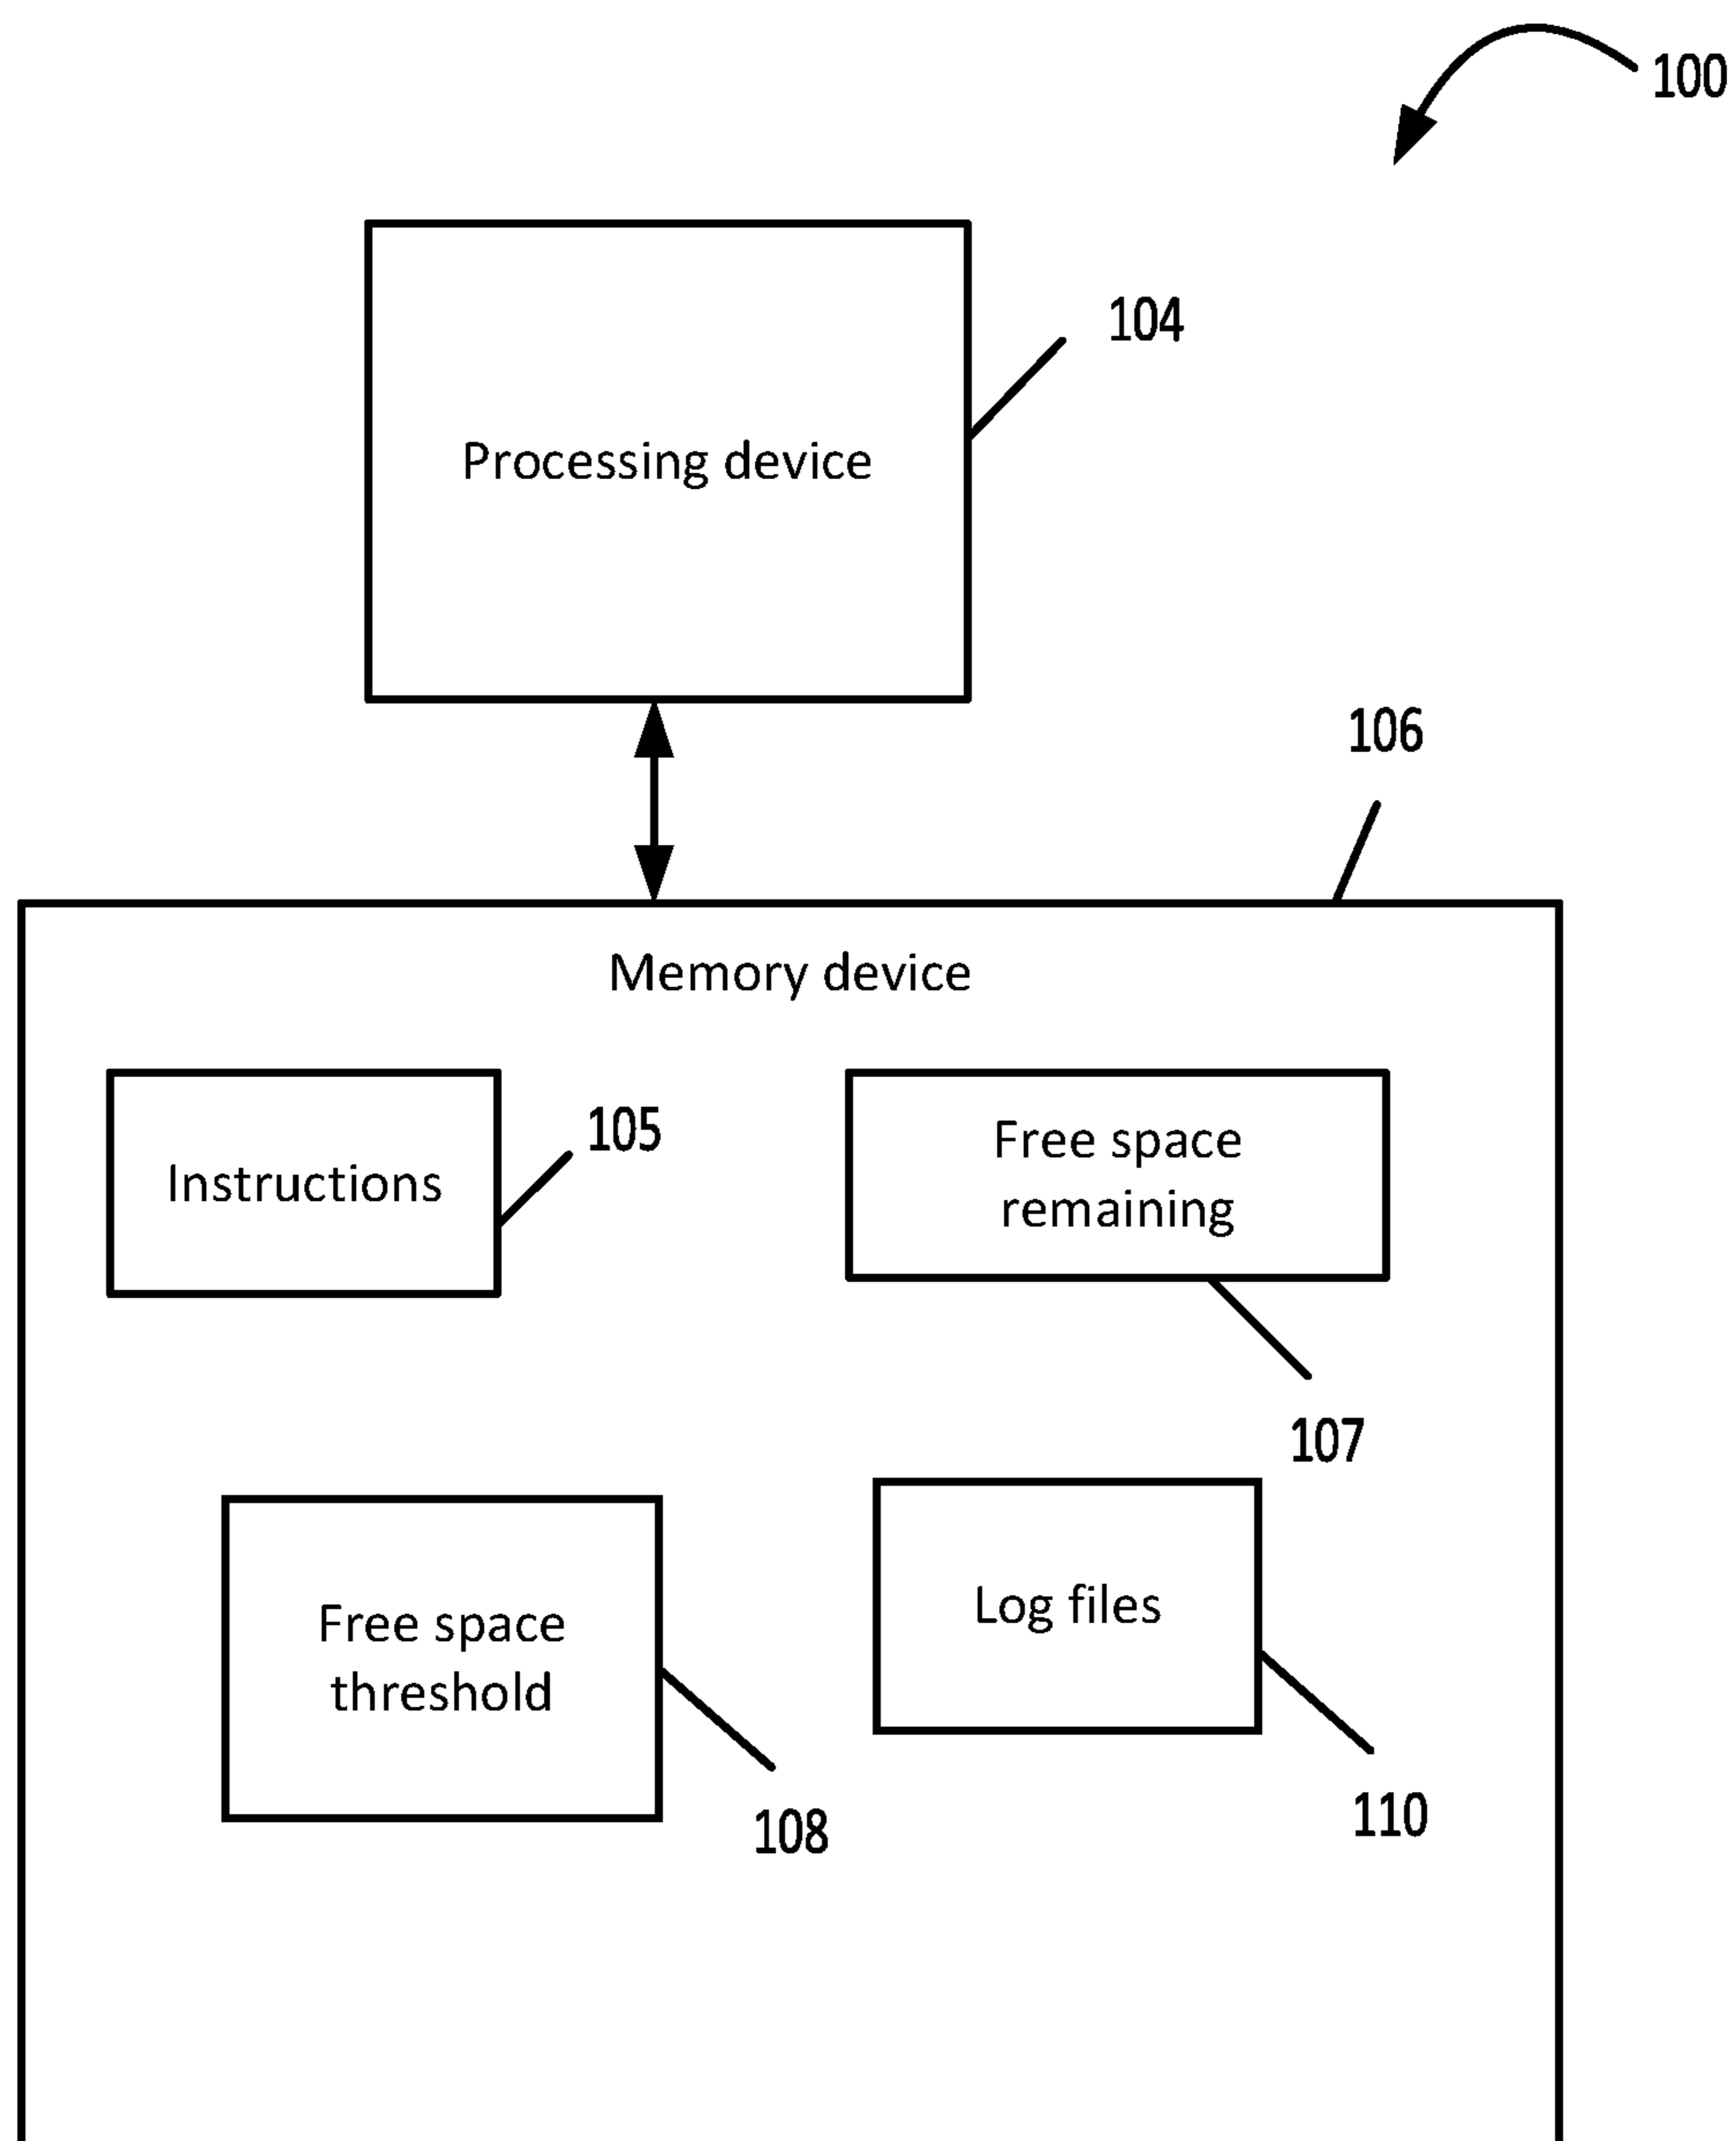 100
104
Processing device
106
Memory device
Instructions
105
Free space
remaining
107
Free space
threshold
108
Log files
110